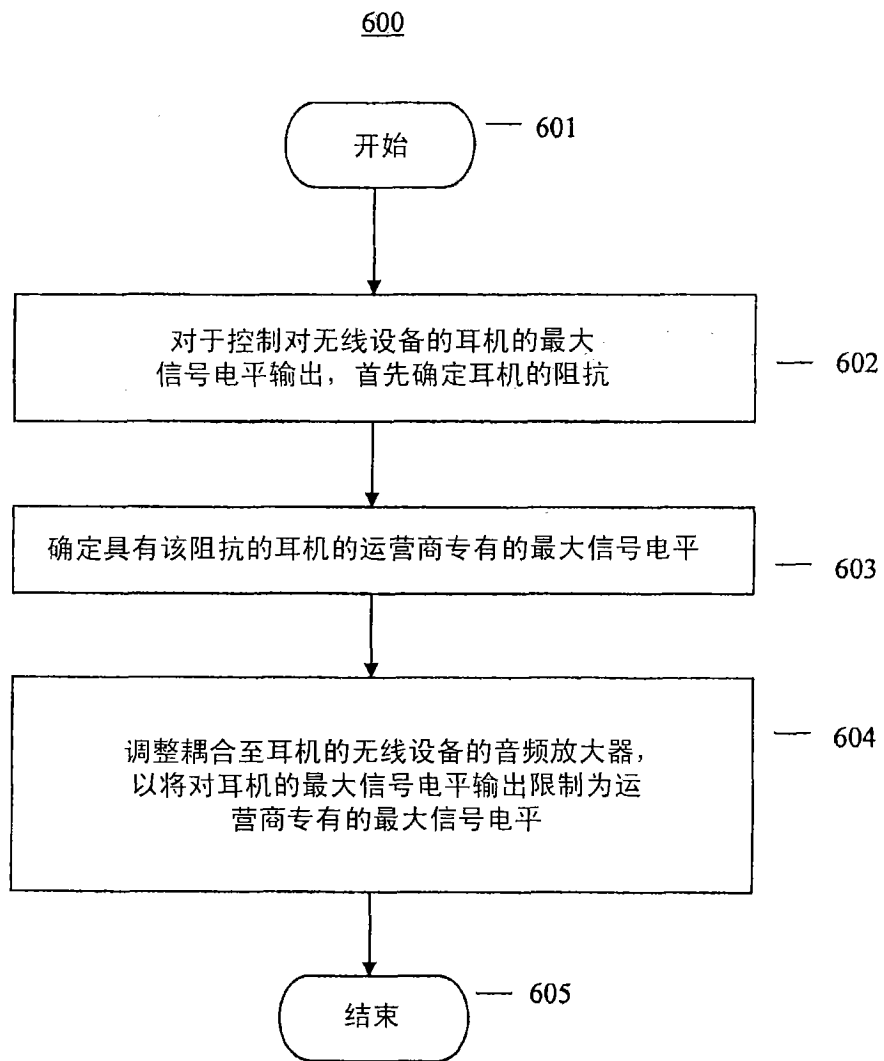 600
开始
601
对于控制对无线设备的耳机的最大
信号电平输出，首先确定耳机的阻抗
602
确定具有该阻抗的耳机的运营商专有的最大信号电平
603
调整耦合至耳机的无线设备的音频放大器，
以将对耳机的最大信号电平输出限制为运
营商专有的最大信号电平
604
结束
605